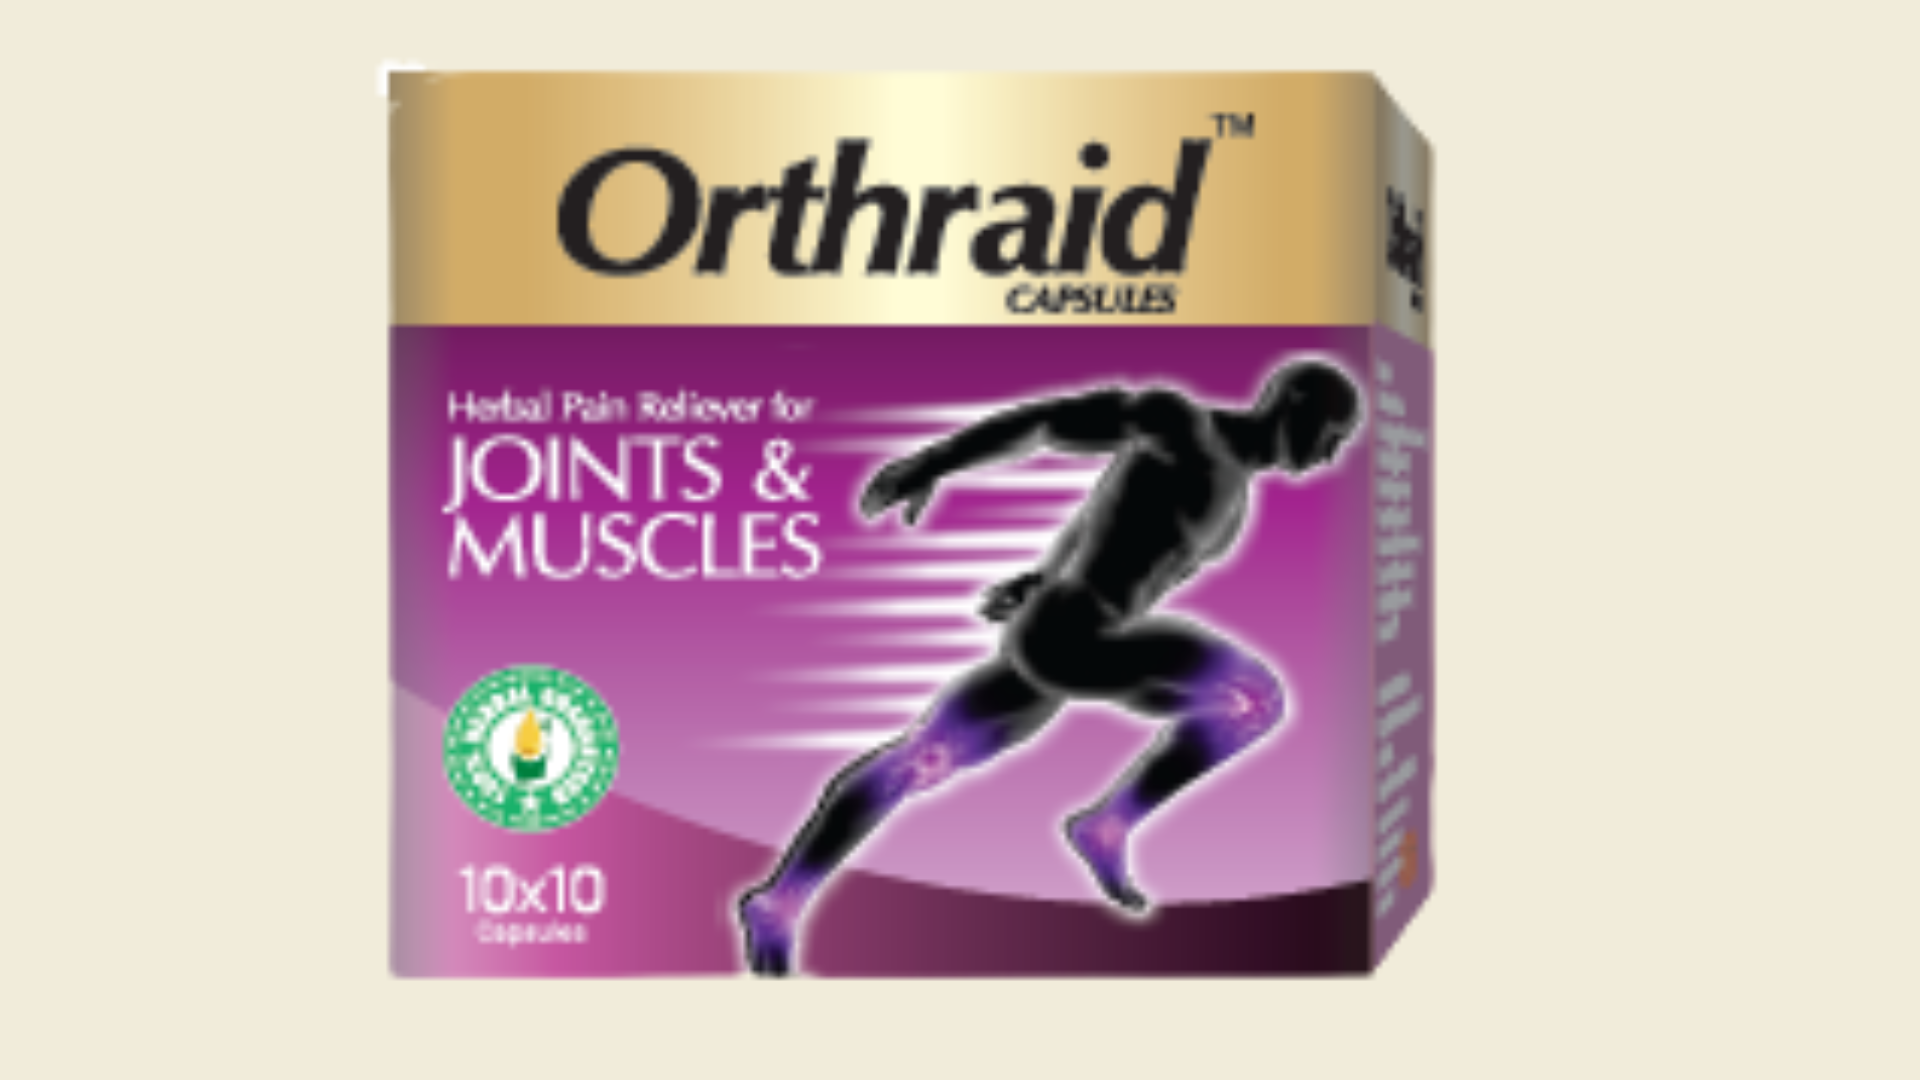 Orthraid™
CAPSULES
Herbal Pain Reliever for
JOINTS &
MUSCLES
10x10
Capsules